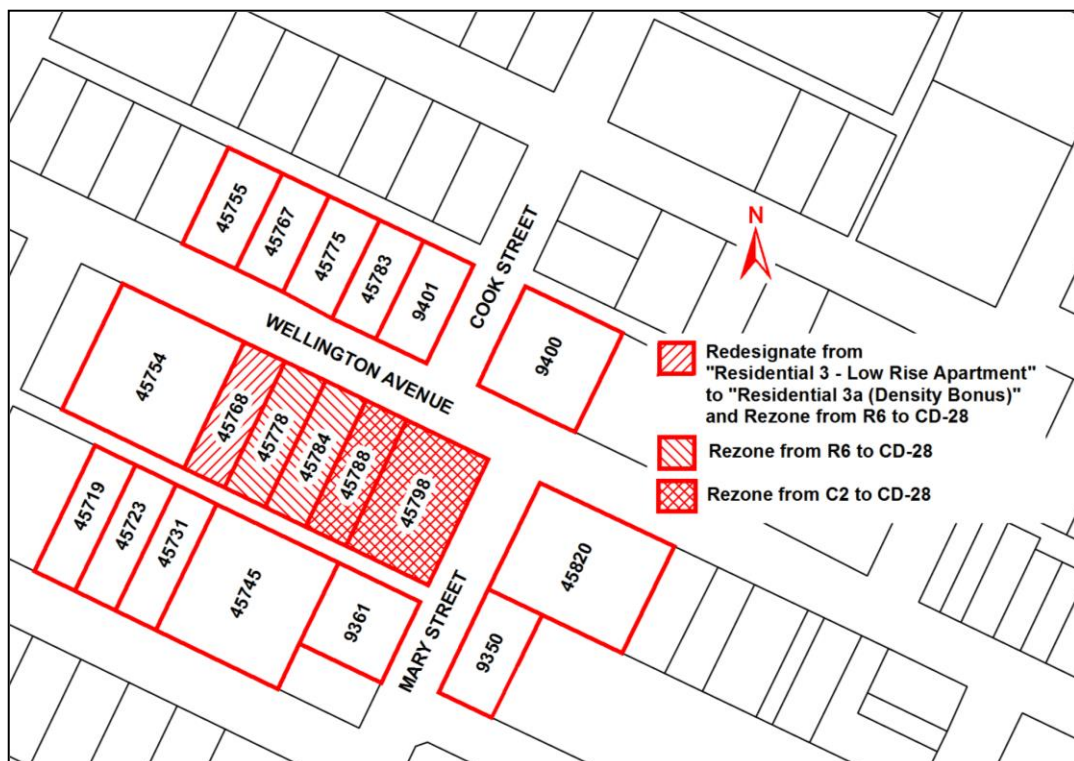 45755
45767
45775
45783
9401
COOK STREET
N
WELLINGTON AVENUE
9400
45754
45768
45778
45784
45788
45798
Redesignate from
"Residential 3 - Low Rise Apartment"
to "Residential 3a (Density Bonus)"
and Rezone from R6 to CD-28
Rezone from R6 to CD-28
Rezone from C2 to CD-28
45719
45723
45731
45745
9361
MARY STREET
45820
9350